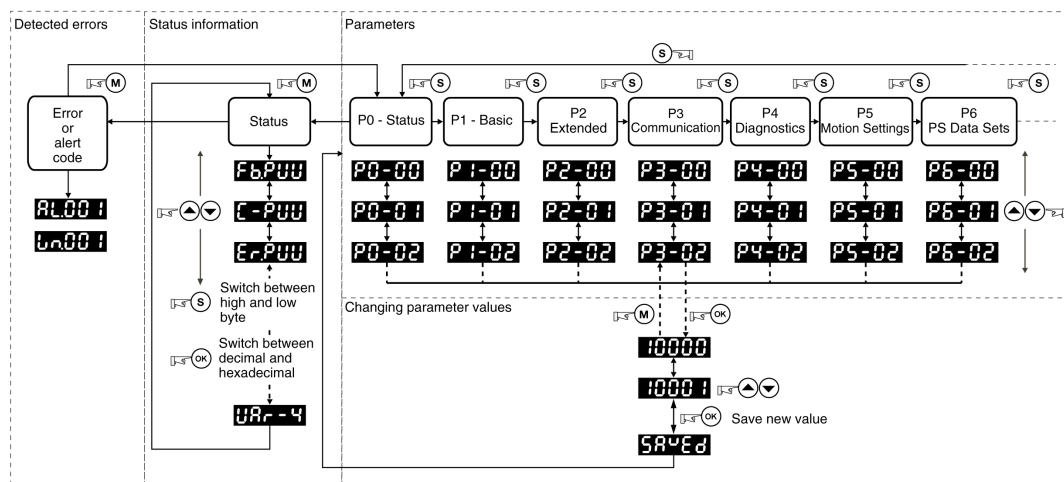 Detected errors
Status information
Parameters
S
M
M
S
S
S
S
S
S
S
Error
or
alert
code
Status
P0 - Status
P1 - Basic
P2
Extended
P3
Communication
P4
Diagnostics
P5
Motion Settings
P6
PS Data Sets
Fb.PUU
P0-00
P1-00
P2-00
P3-00
P4-00
P5-00
P6-00
AL.001
C-PUU
P0-01
P1-01
P2-01
P3-01
P4-01
P5-01
P6-01
Wn001
Er.PUU
P0-02
P1-02
P2-02
P3-02
P4-02
P5-02
P6-02
S
Switch between
high and low
byte
OK
Switch between
decimal and
hexadecimal
VAr-4
Changing parameter values
M
OK
10000
10001
OK
Save new value
SAvEd